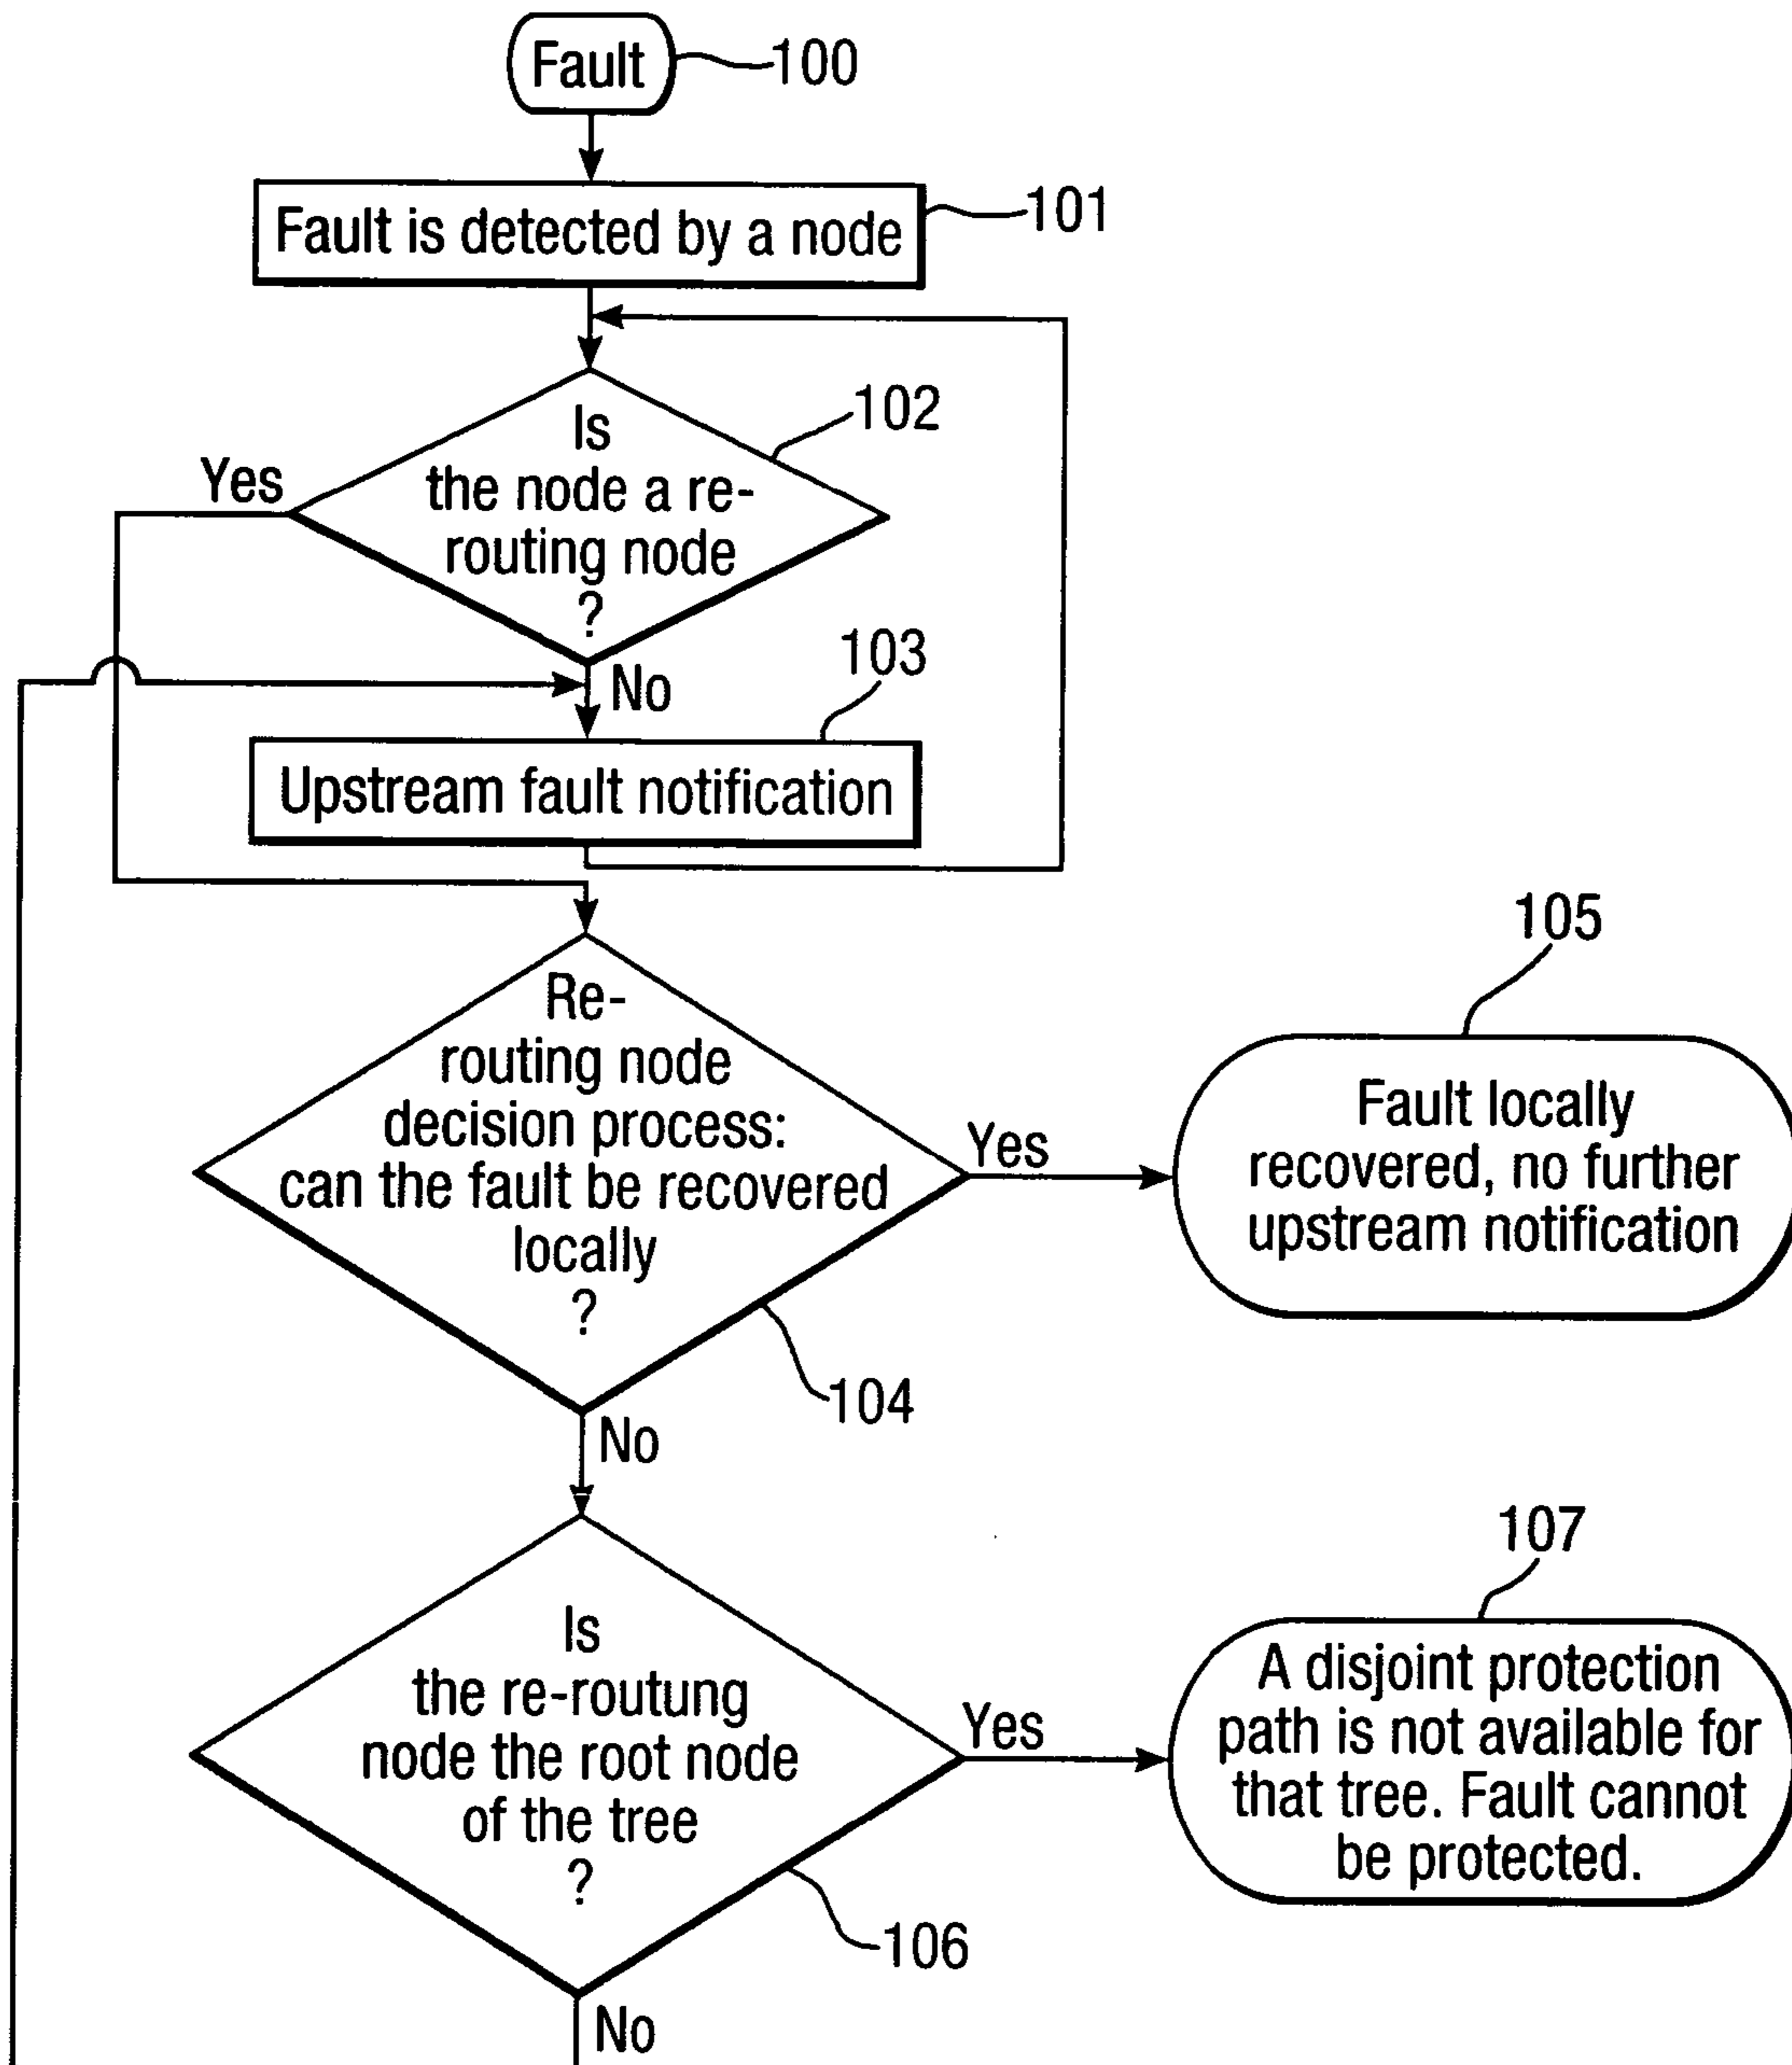 Fault
100
Fault is detected by a node
101
102
Is
the node a re-
routing node
?
Yes
No
103
Upstream fault notification
Re-
routing node
decision process:
can the fault be recovered
locally
?
Yes
104
No
105
Fault locally
recovered, no further
upstream notification
Is
the re-routung
node the root node
of the tree
?
Yes
106
No
107
A disjoint protection
path is not available for
that tree. Fault cannot
be protected.